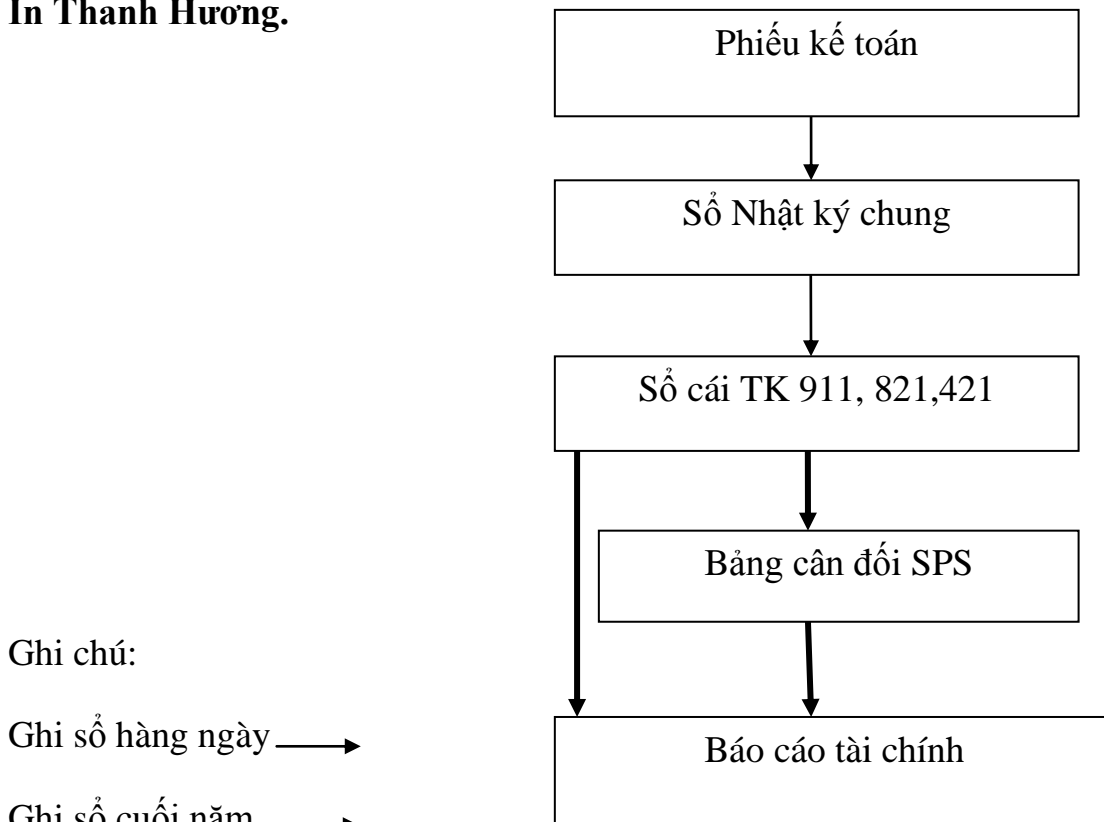 In Thanh Hương.
Phiếu kế toán
Sổ Nhật ký chung
Sổ cái TK 911, 821,421
Bảng cân đối SPS
Báo cáo tài chính
Ghi chú:
Ghi sổ hàng ngày
Ghi sổ cuối năm